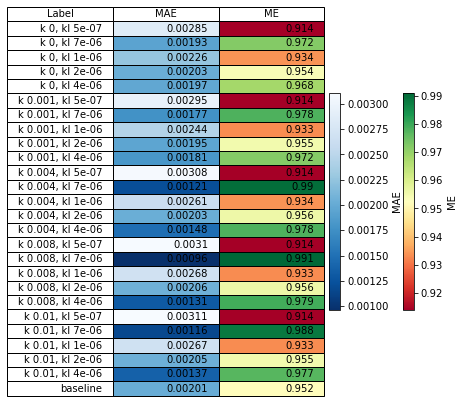 Label MAE ME
k 0, kl 5e-07 0.00285 0.914
k 0, kl 7e-06 0.00193 0.972
k 0, kl 1e-06 0.00226 0.934
k 0, kl 2e-06 0.00203 0.954
k 0, kl 4e-06 0.00197 0.968
k 0.001, kl 5e-07 0.00295 0.914
k 0.001, kl 7e-06 0.00177 0.978
k 0.001, kl 1e-06 0.00244 0.933
k 0.001, kl 2e-06 0.00195 0.955
k 0.001, kl 4e-06 0.00181 0.972
k 0.004, kl 5e-07 0.00308 0.914
k 0.004, kl 7e-06 0.00121 0.99
k 0.004, kl 1e-06 0.00261 0.934
k 0.004, kl 2e-06 0.00203 0.956
k 0.004, kl 4e-06 0.00148 0.978
k 0.008, kl 5e-07 0.0031 0.914
k 0.008, kl 7e-06 0.00096 0.991
k 0.008, kl 1e-06 0.00268 0.933
k 0.008, kl 2e-06 0.00206 0.956
k 0.008, kl 4e-06 0.00131 0.979
k 0.01, kl 5e-07 0.00311 0.914
k 0.01, kl 7e-06 0.00116 0.988
k 0.01, kl 1e-06 0.00267 0.933
k 0.01, kl 2e-06 0.00205 0.955
k 0.01, kl 4e-06 0.00137 0.977
baseline 0.00201 0.952
0.00300
0.00275
0.00250
0.00225
0.00200
0.00175
0.00150
0.00125
0.00100
MAE
0.99
0.98
0.97
0.96
0.95
0.94
0.93
0.92
ME